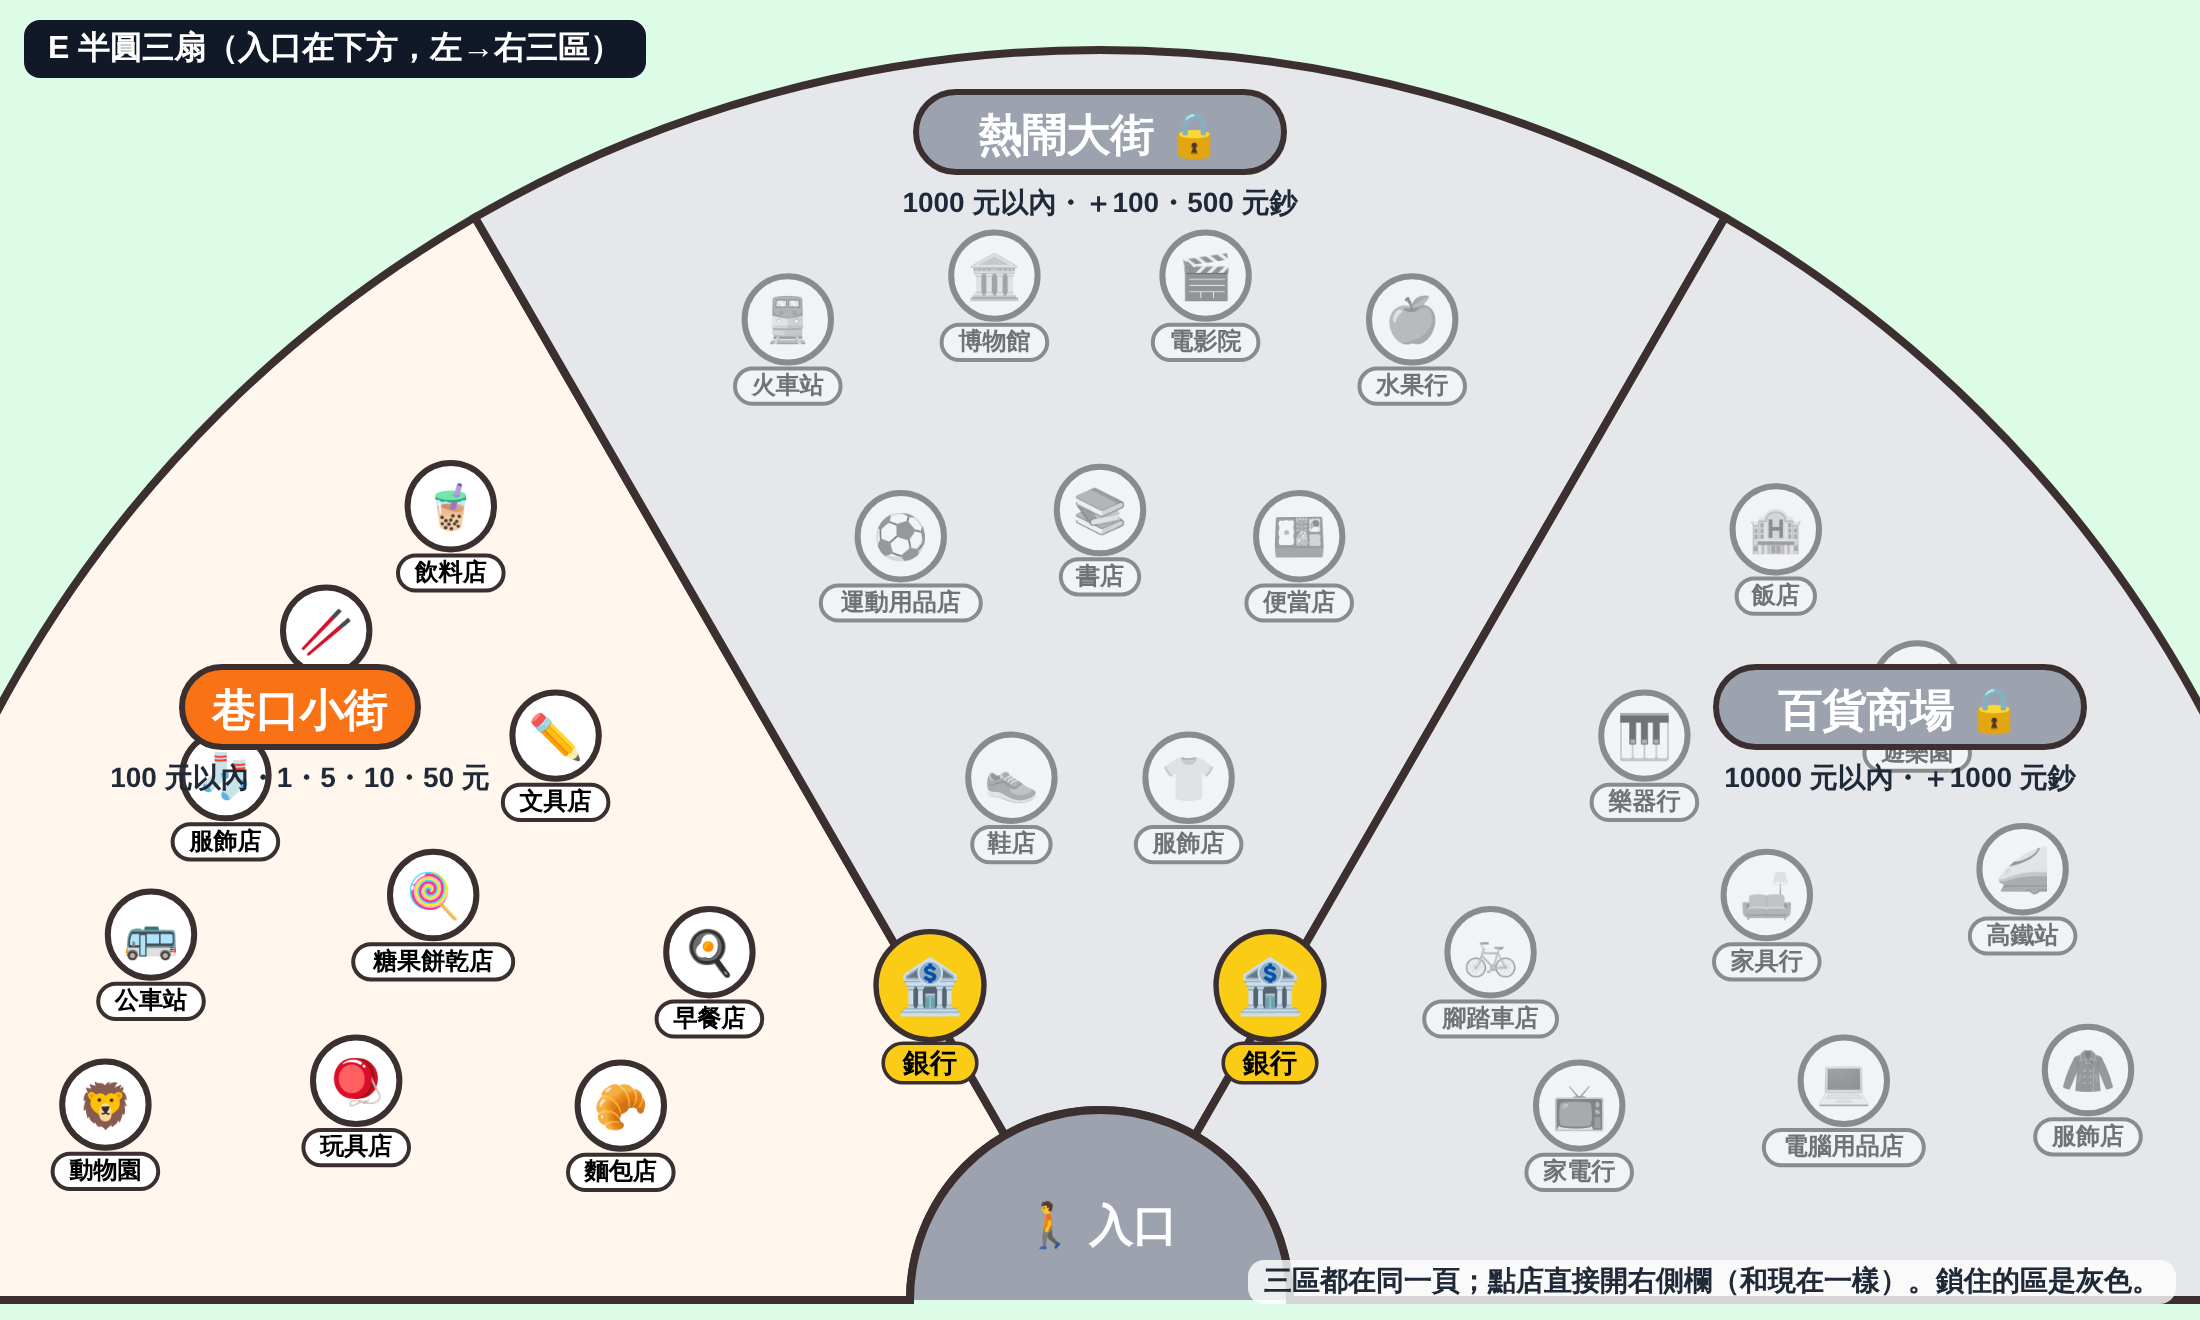 E 半圓三扇（入口在下方，左→右三區）
熱鬧大街
1000 元以內・＋100・500 元鈔
火車站
博物館
電影院
水果行
運動用品店
書店
便當店
鞋店
服飾店
飲料店
巷口小街
100 元以內・1・5・10・50 元
文具店
服飾店
糖果餅乾店
公車站
早餐店
動物園
玩具店
麵包店
銀行
銀行
飯店
百貨商場
遊樂園
10000 元以內・＋1000 元鈔
樂器行
家具行
高鐵站
腳踏車店
家電行
電腦用品店
服飾店
入口
三區都在同一頁；點店直接開右側欄（和現在一樣）。鎖住的區是灰色。